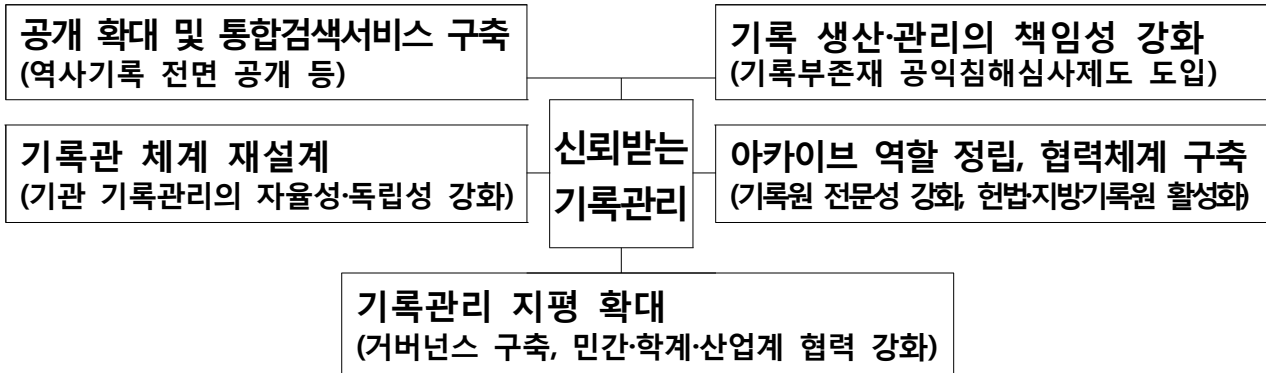 공개 확대 및 통합검색서비스 구축
(역사기록 전면 공개 등)
기록 생산·관리의 책임성 강화
(기록부존재 공익침해심사제도 도입)
신뢰받는
기록관리
기록관 체계 재설계
(기관 기록관리의 자율성·독립성 강화)
아카이브 역할 정립, 협력체계 구축
(기록원 전문성 강화, 헌법·지방기록원 활성화)
기록관리 지평 확대
(거버넌스 구축, 민간·학계·산업계 협력 강화)